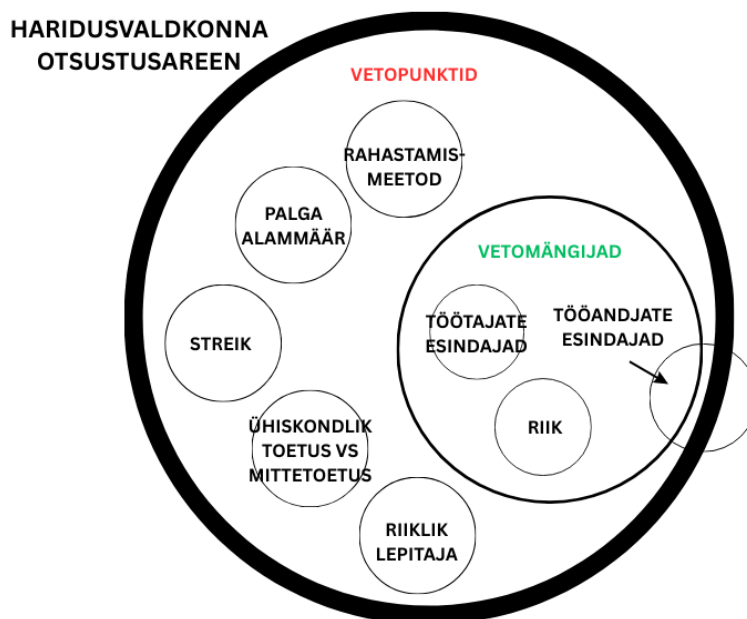 HARIDUSVALDKONNA
OTSUSTUSAREEN
VETOPUNKTID
RAHASTAMIS-
MEETOD
PALGA
ALAMMÄÄR
STREIK
ÜHISKONDLIK
TOETUS VS
MITTETOETUS
RIIKLIK
LEPITAJA
VETOMÄNGIJAD
TÖÖTAJATE
ESINDAJAD
TÖÖANDJATE
ESINDAJAD
RIIK